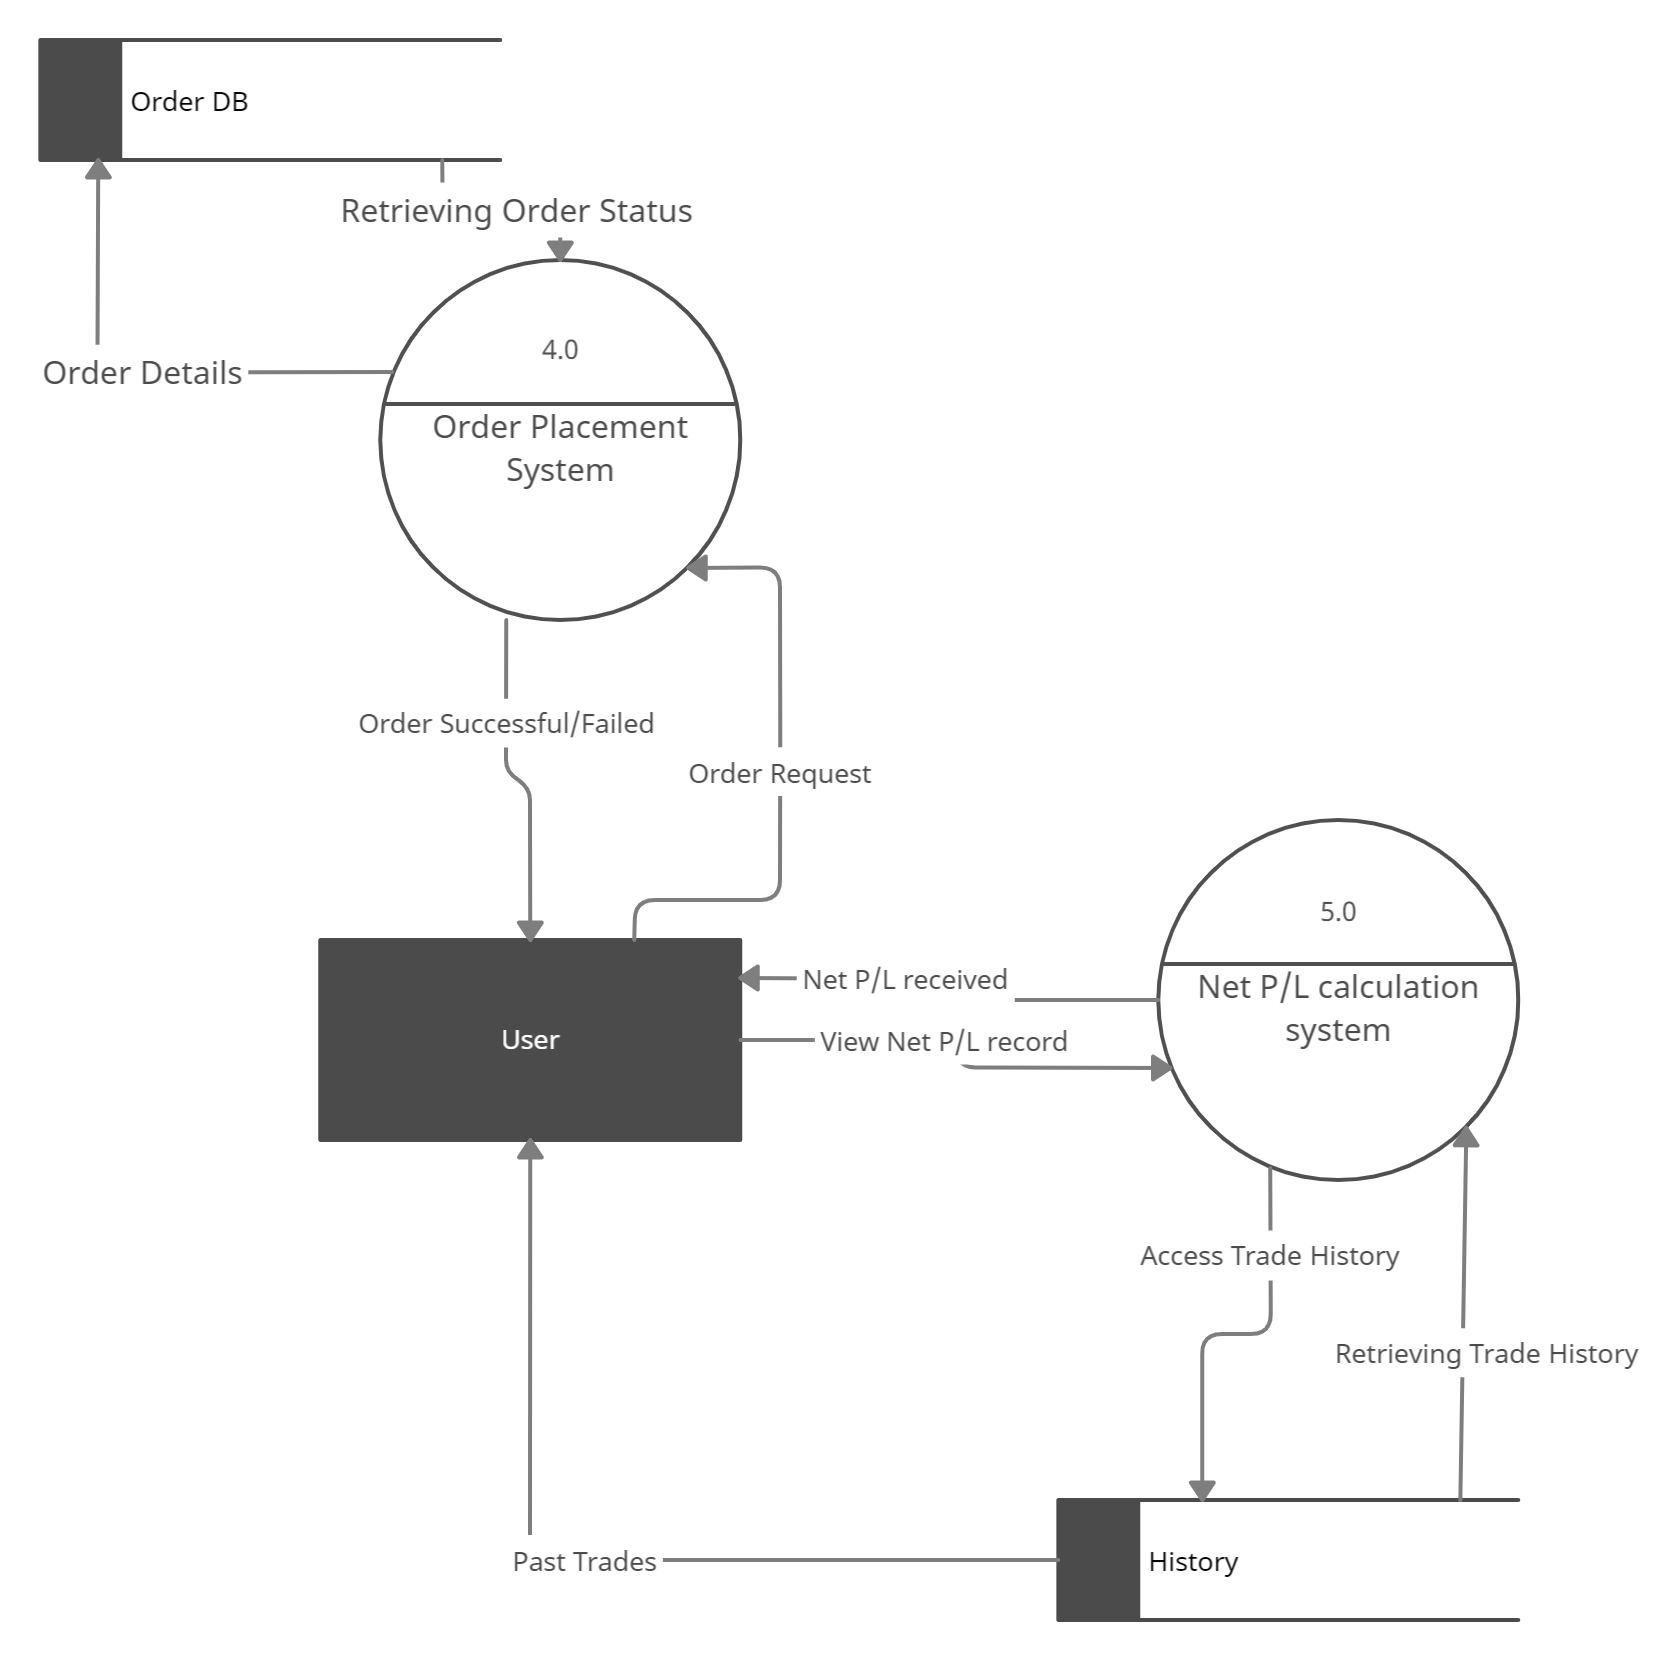 Order DB
Retrieving Order Status
4.0
Order Details
Order Placement
System
Order Successful/Failed
Order Request
5.0
Net P/L received
Net P/L calculation
system
User
View Net P/L record
Access Trade History
Retrieving Trade History
Past Trades
History